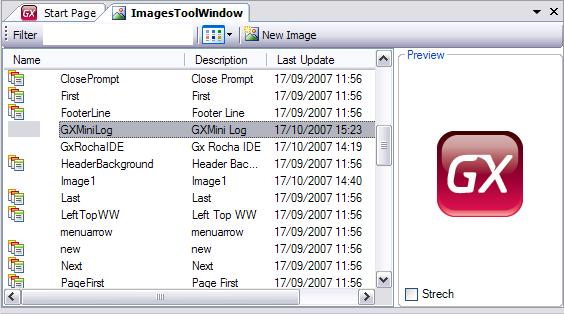 GX Start Page ImagesToolWindow
Filter New Image
Name Description Last Update
ClosePrompt Close Prompt 17/09/2007 11:56
First First 17/09/2007 11:56
FooterLine Footer Line 17/09/2007 11:56
GXMiniLog GXMini Log 17/10/2007 15:23
GxRochaIDE Gx Rocha IDE 17/10/2007 14:19
HeaderBackground Header Bac... 17/09/2007 11:56
Image1 Image1 17/10/2007 14:40
Last Last 17/09/2007 11:56
LeftTopWW Left Top WW 17/09/2007 11:56
menuarrow menuarrow 17/09/2007 11:56
new new 17/09/2007 11:56
Next Next 17/09/2007 11:56
PageFirst Page First 17/09/2007 11:56
Preview
GX
Strech